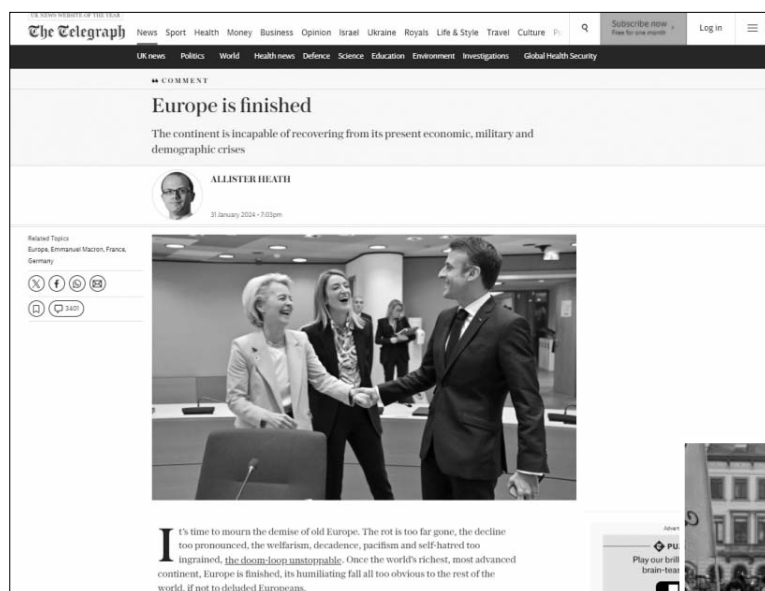 UK NEWS WEBSITE OF THE YEAR
The Telegraph
News Sport Health Money Business Opinion Israel Ukraine Royals Life & Style Travel Culture
Subscribe now
Free for one month
Log in
UK news Politics World Health news Defence Science Education Environment Investigations Global Health Security
COMMENT
Europe is finished
The continent is incapable of recovering from its present economic, military and
demographic crises
ALLISTER HEATH
31 January 2024 • 7:03pm
Related Topics
Europe, Emmanuel Macron, France,
Germany
3401
It's time to mourn the demise of old Europe. The rot is too far gone, the decline
too pronounced, the welfarism, decadence, pacifism and self-hatred too
ingrained, the doom-loop unstoppable. Once the world's richest, most advanced
continent, Europe is finished, its humiliating fall all too obvious to the rest of the
world, if not to deluded Europeans.
Advert
PU
Play our brill
brain-teas